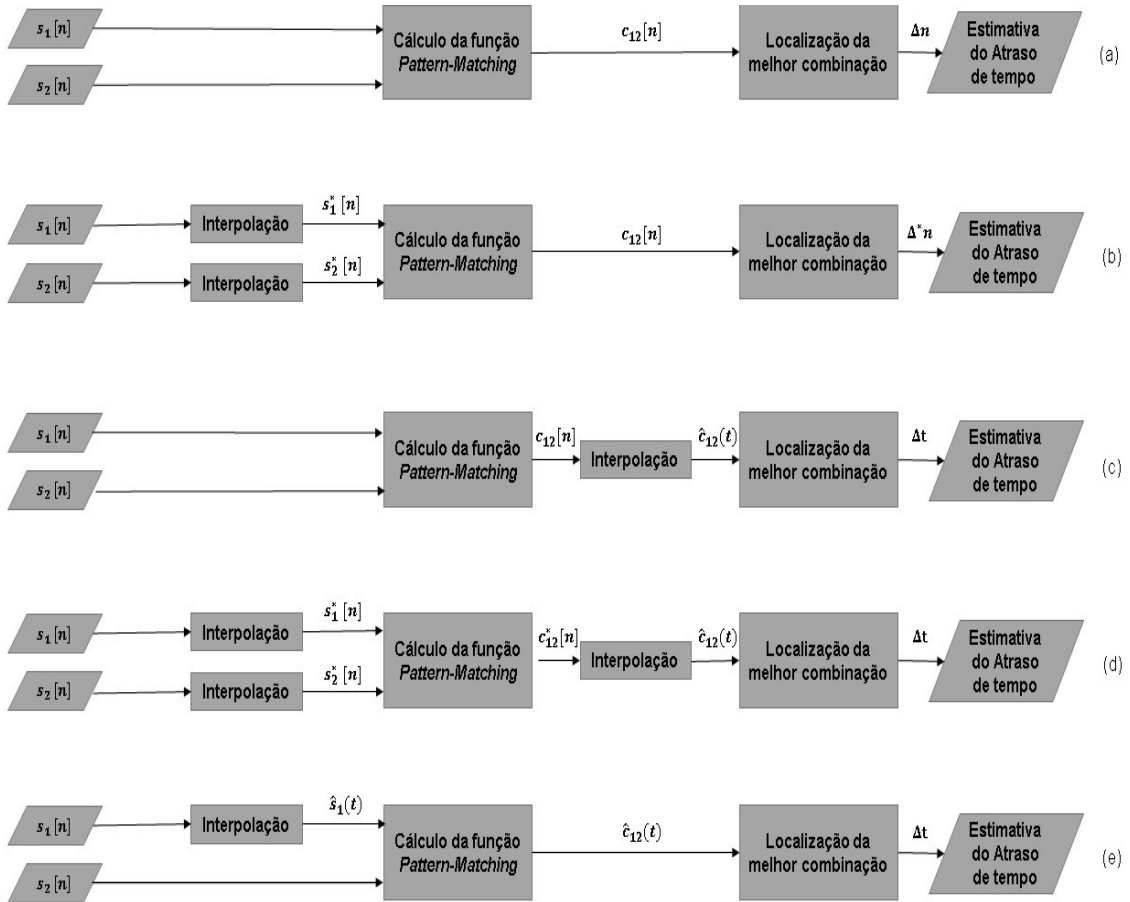 s₁[n]
s₂[n]
Cálculo da função
Pattern-Matching
c₁₂[n]
Localização da
melhor combinação
Δn
Estimativa
do Atraso
de tempo
(a)
s₁[n]
s₂[n]
Interpolação
Interpolação
s₁*[n]
s₂*[n]
Cálculo da função
Pattern-Matching
c₁₂[n]
Localização da
melhor combinação
Δ*n
Estimativa
do Atraso
de tempo
(b)
s₁[n]
s₂[n]
Cálculo da função
Pattern-Matching
c₁₂[n]
Interpolação
ĉ₁₂(t)
Localização da
melhor combinação
Δt
Estimativa
do Atraso
de tempo
(c)
s₁[n]
s₂[n]
Interpolação
Interpolação
s₁*[n]
s₂*[n]
Cálculo da função
Pattern-Matching
c₁₂*[n]
Interpolação
ĉ₁₂(t)
Localização da
melhor combinação
Δt
Estimativa
do Atraso
de tempo
(d)
s₁[n]
s₂[n]
Interpolação
ŝ₁(t)
Cálculo da função
Pattern-Matching
ĉ₁₂(t)
Localização da
melhor combinação
Δt
Estimativa
do Atraso
de tempo
(e)